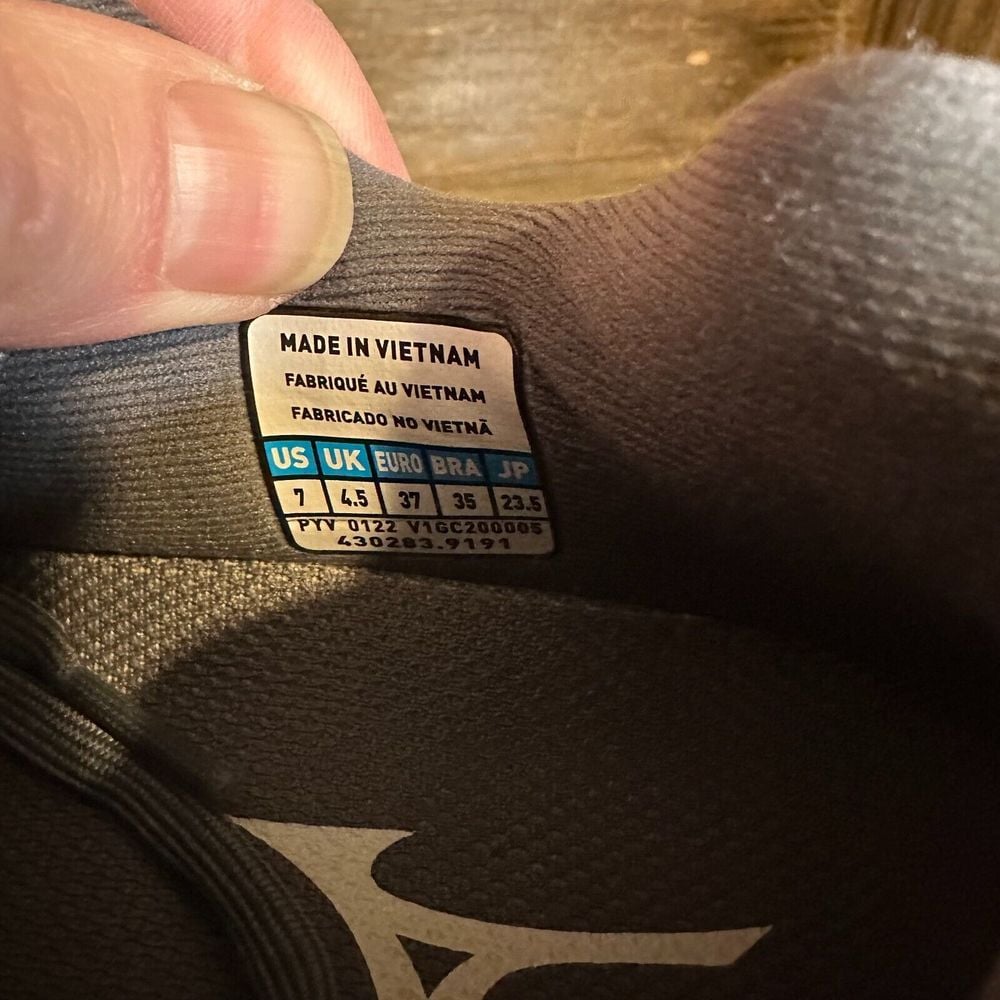 MADE IN VIETNAM
FABRIQUÉ AU VIETNAM
FABRICADO NO VIETNÃ
US UK EURO BRA JP
7 4.5 37 35 23.5
PYV 0122 V1GC200005
430283.9191